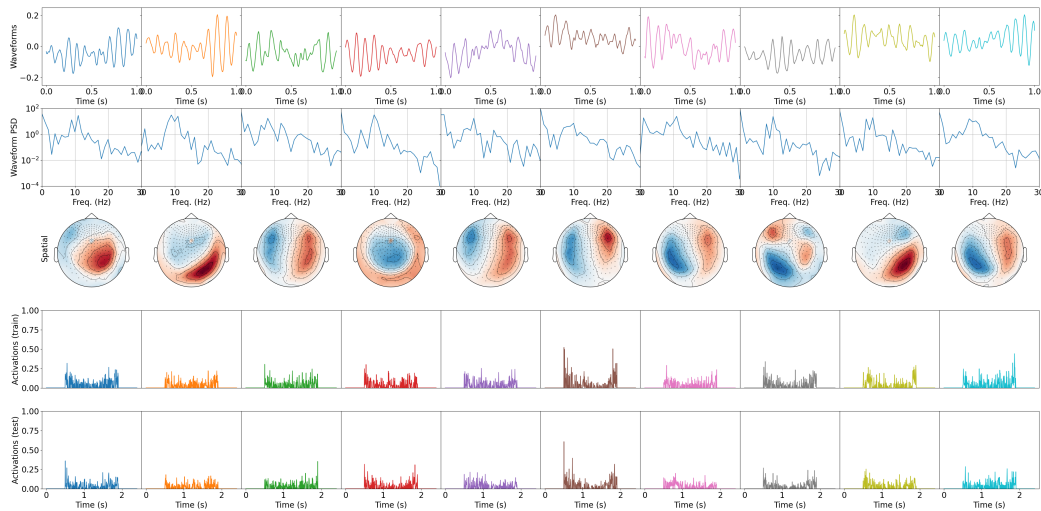 Waveforms
0.2
0.0
−0.2
0.0 0.5 1.0 0.0 0.5 1.0 0.0 0.5 1.0 0.0 0.5 1.0 0.0 0.5 1.0 0.0 0.5 1.0 0.0 0.5 1.0 0.0 0.5 1.0 0.0 0.5 1.0 0.0 0.5 1.0
Time (s) Time (s) Time (s) Time (s) Time (s) Time (s) Time (s) Time (s) Time (s) Time (s)
Waveform PSD
10²
10⁰
10⁻²
10⁻⁴
0 10 20 30 0 10 20 30 0 10 20 30 0 10 20 30 0 10 20 30 0 10 20 30 0 10 20 30 0 10 20 30 0 10 20 30 0 10 20 30
Freq. (Hz) Freq. (Hz) Freq. (Hz) Freq. (Hz) Freq. (Hz) Freq. (Hz) Freq. (Hz) Freq. (Hz) Freq. (Hz) Freq. (Hz)
Spatial
Activations (train)
1.00
0.75
0.50
0.25
0.00
Activations (test)
1.00
0.75
0.50
0.25
0.00
0 1 2 0 1 2 0 1 2 0 1 2 0 1 2 0 1 2 0 1 2 0 1 2 0 1 2 0 1 2
Time (s) Time (s) Time (s) Time (s) Time (s) Time (s) Time (s) Time (s) Time (s) Time (s)